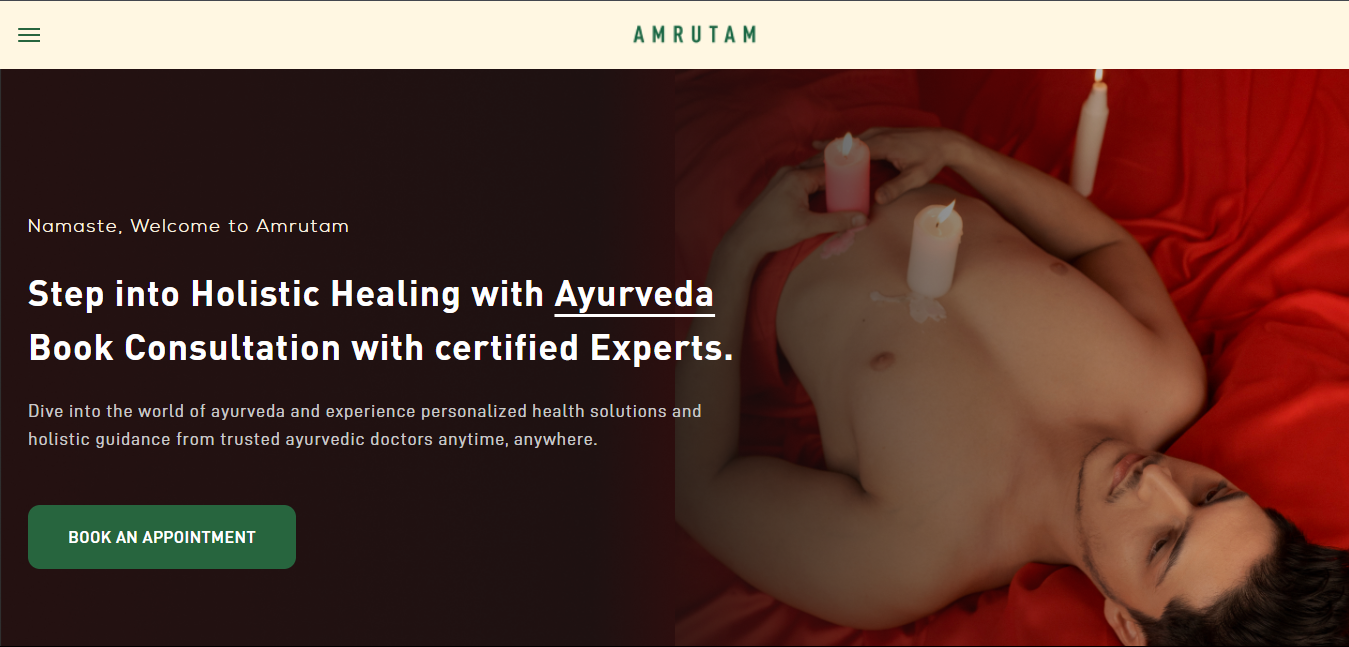 AMRUTAM
Namaste, Welcome to Amrutam
Step into Holistic Healing with Ayurveda
Book Consultation with certified Experts.
Dive into the world of ayurveda and experience personalized health solutions and
holistic guidance from trusted ayurvedic doctors anytime, anywhere.
BOOK AN APPOINTMENT